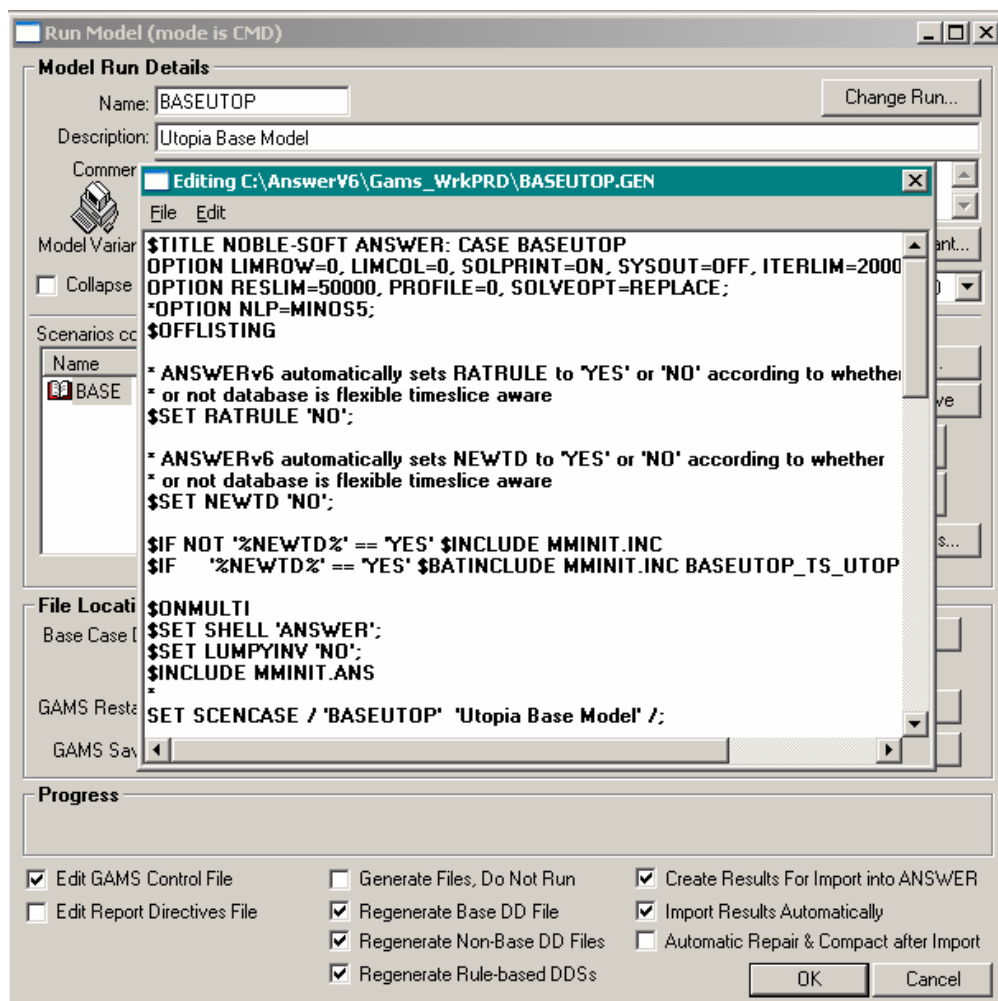 Run Model (mode is CMD)
Model Run Details
Name: BASEUTOP
Change Run...
Description: Utopia Base Model
Commer
Editing C:\AnswerV6\Gams_WrkPRD\BASEUTOP.GEN
File Edit
Model Varian
ant...
Collapse
$TITLE NOBLE-SOFT ANSWER: CASE BASEUTOP
OPTION LIMROW=0, LIMCOL=0, SOLPRINT=ON, SYSOUT=OFF, ITERLIM=2000
OPTION RESLIM=50000, PROFILE=0, SOLVEOPT=REPLACE;
*OPTION NLP=MINOS5;
$OFFLISTING
Scenarios co
Name
BASE
* ANSWERv6 automatically sets RATRULE to 'YES' or 'NO' according to whether
* or not database is flexible timeslice aware
$SET RATRULE 'NO';
ve
* ANSWERv6 automatically sets NEWTD to 'YES' or 'NO' according to whether
* or not database is flexible timeslice aware
$SET NEWTD 'NO';
s...
$IF NOT '%NEWTD%' == 'YES' $INCLUDE MMINIT.INC
$IF '%NEWTD%' == 'YES' $BATINCLUDE MMINIT.INC BASEUTOP_TS_UTOP
File Locati
Base Case D
$ONMULTI
$SET SHELL 'ANSWER';
$SET LUMPYINV 'NO';
$INCLUDE MMINIT.ANS
*
GAMS Resta
SET SCENCASE / 'BASEUTOP' 'Utopia Base Model' /;
GAMS Sav
Progress
Edit GAMS Control File
Generate Files, Do Not Run
Create Results For Import into ANSWER
Edit Report Directives File
Regenerate Base DD File
Import Results Automatically
Regenerate Non-Base DD Files
Automatic Repair & Compact after Import
Regenerate Rule-based DDSs
OK
Cancel